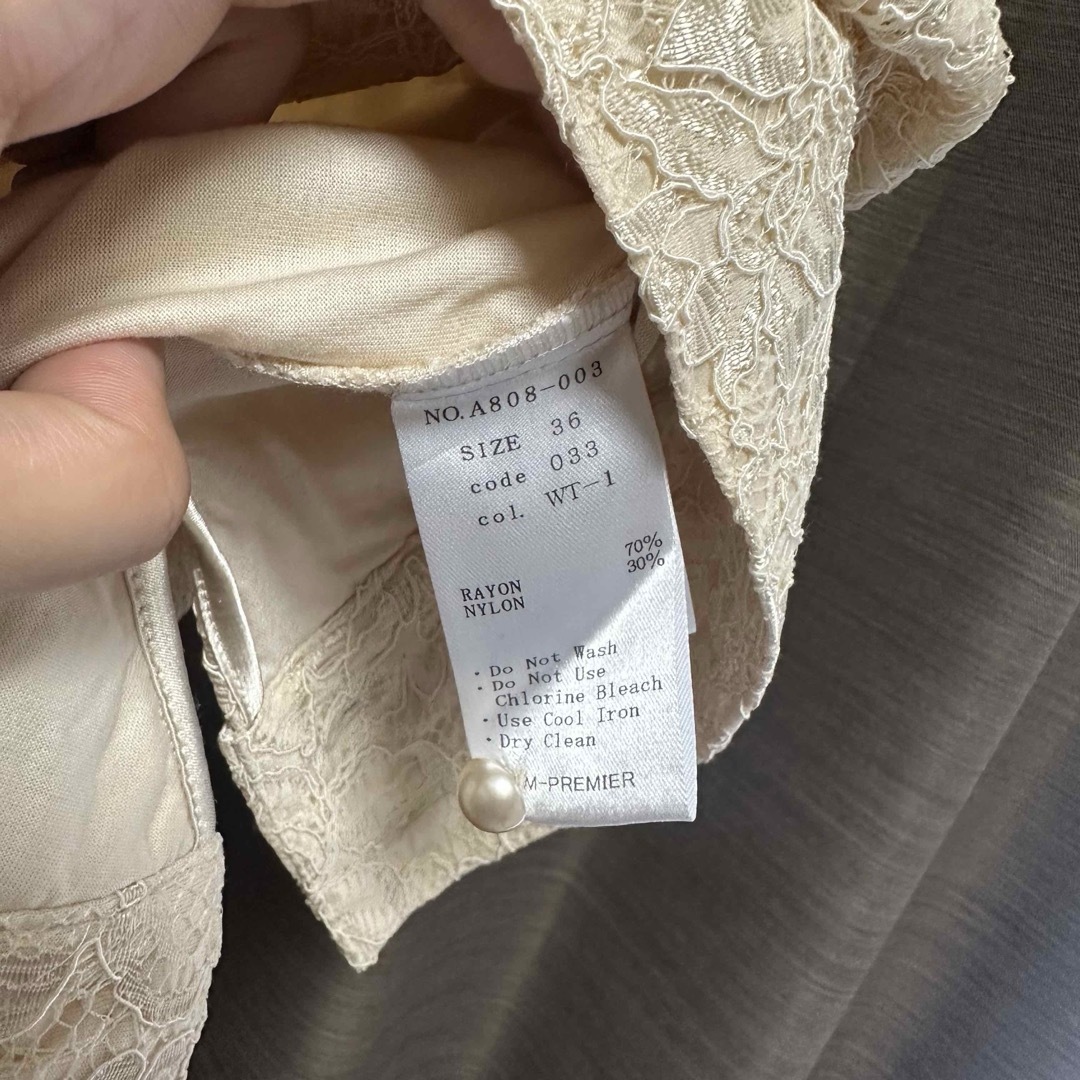 NO. A808-003
SIZE 36
code 033
col. WT-1
70%
30%
RAYON
NYLON
· Do Not Wash
· Do Not Use
Chlorine Bleach
· Use Cool Iron
· Dry Clean
M-PREMIER